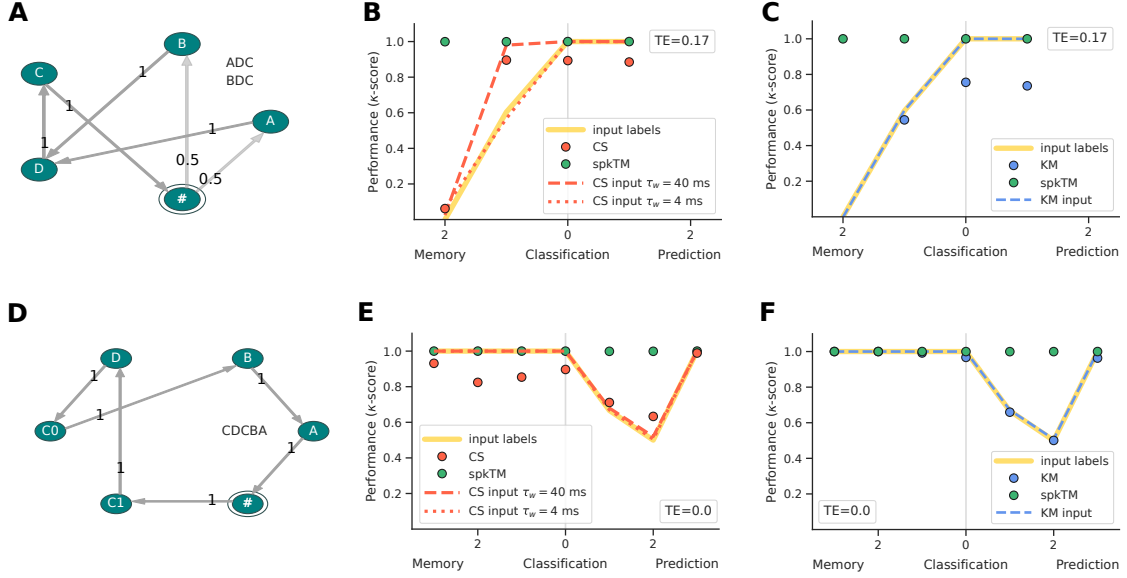 A
B
C
A
D
#
1
1
1
1
0.5
0.5
ADC
BDC
B
Performance (κ-score)
1.0
0.8
0.6
0.4
0.2
TE=0.17
input labels
CS
spkTM
CS input τw = 40 ms
CS input τw = 4 ms
2
0
2
Memory
Classification
Prediction
C
Performance (κ-score)
1.0
0.8
0.6
0.4
0.2
TE=0.17
input labels
KM
spkTM
KM input
2
0
2
Memory
Classification
Prediction
D
D
B
C0
A
C1
#
1
1
1
1
1
1
CDCBA
E
Performance (κ-score)
1.0
0.8
0.6
0.4
0.2
input labels
CS
spkTM
CS input τw = 40 ms
CS input τw = 4 ms
TE=0.0
2
0
2
Memory
Classification
Prediction
F
Performance (κ-score)
1.0
0.8
0.6
0.4
0.2
TE=0.0
input labels
KM
spkTM
KM input
2
0
2
Memory
Classification
Prediction